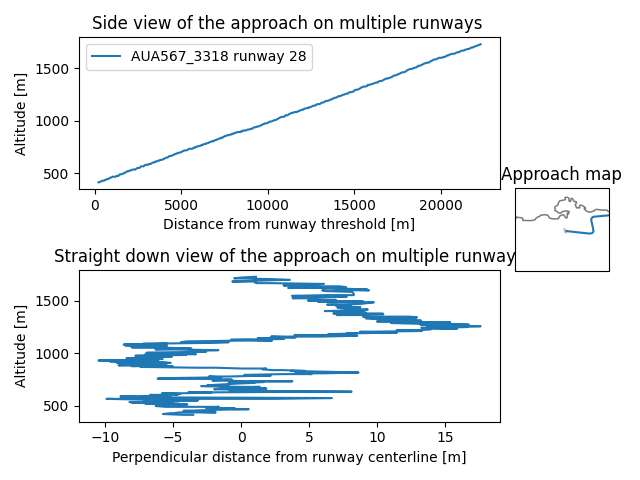 Side view of the approach on multiple runways
AUA567_3318 runway 28
Altitude [m]
1500
1000
500
0
5000
10000
15000
20000
Distance from runway threshold [m]
Approach map
Straight down view of the approach on multiple runway
Altitude [m]
1500
1000
500
−10
−5
0
5
10
15
Perpendicular distance from runway centerline [m]